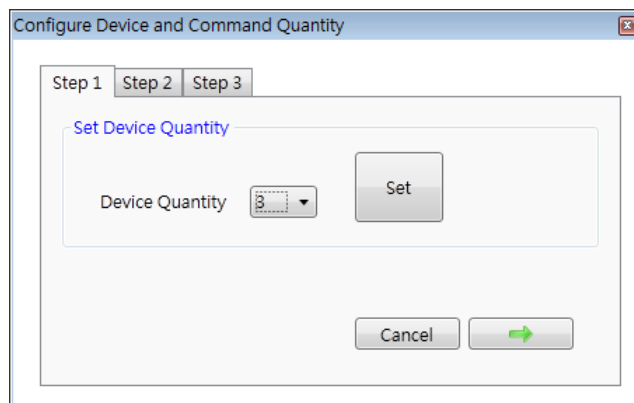 Configure Device and Command Quantity
Step 1 Step 2 Step 3
Set Device Quantity
Device Quantity 3 Set
Cancel